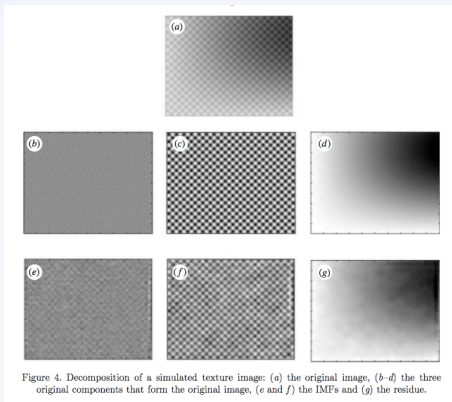 (a)
(b) (c) (d)
(e) (f) (g)
Figure 4. Decomposition of a simulated texture image: (a) the original image, (b–d) the three
original components that form the original image, (e and f) the IMFs and (g) the residue.